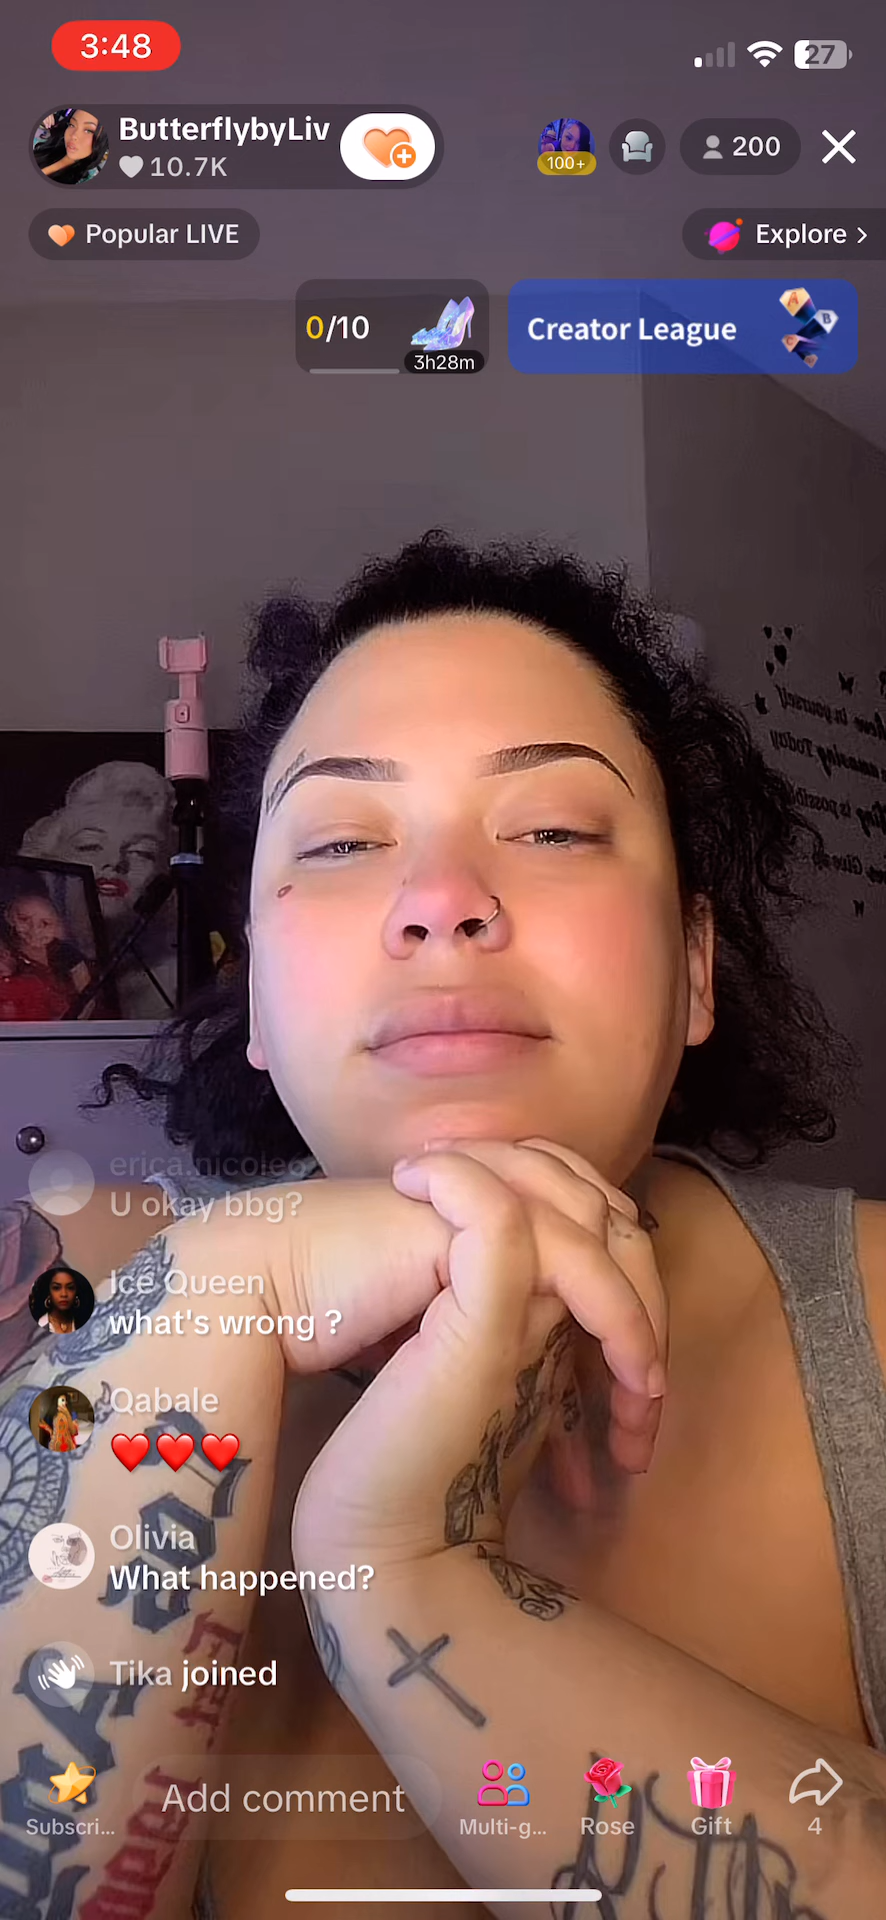 3:48
27
ButterflybyLiv
10.7K
100+
200
Popular LIVE
Explore
0/10
3h28m
Creator League
erica.nicole6
U okay bbg?
Ice Queen
what's wrong ?
Qabale
❤️❤️❤️
Olivia
What happened?
Tika joined
Subscri...
Add comment
Multi-g...
Rose
Gift
4